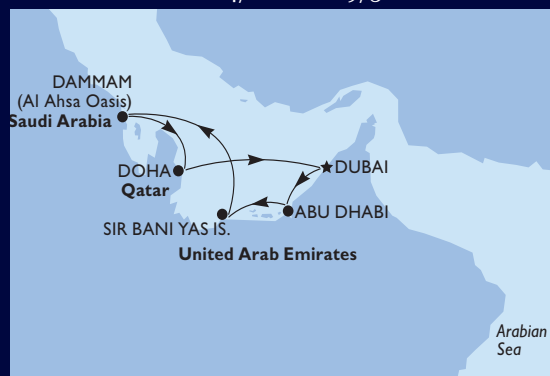 DAMMAM
(Al Ahsa Oasis)
Saudi Arabia
DOHA
Qatar
DUBAI
ABU DHABI
SIR BANI YAS IS.
United Arab Emirates
Arabian
Sea